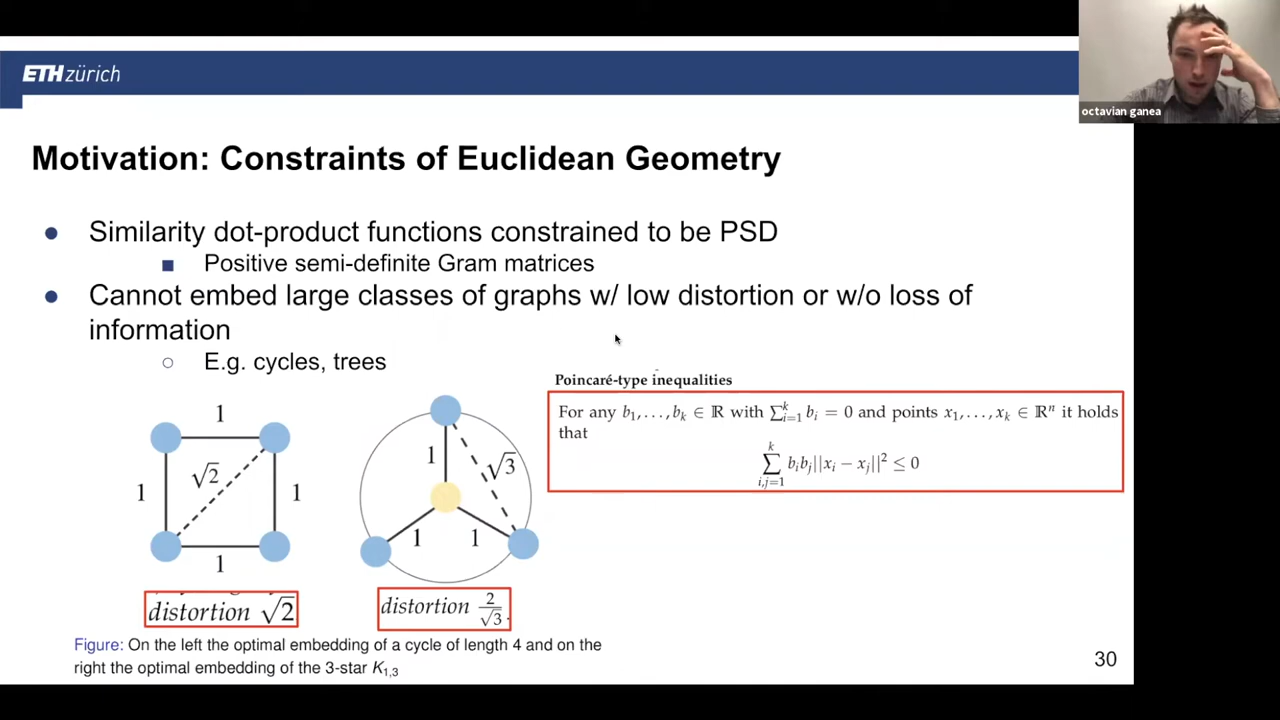 ETH zürich
octavian ganea
Motivation: Constraints of Euclidean Geometry
● Similarity dot-product functions constrained to be PSD
■ Positive semi-definite Gram matrices
● Cannot embed large classes of graphs w/ low distortion or w/o loss of
information
○ E.g. cycles, trees
Poincaré-type inequalities
For any b₁, . . . , bₖ ∈ ℝ with ∑ᵏᵢ₌₁ bᵢ = 0 and points x₁, . . . , xₖ ∈ ℝⁿ it holds
that
∑ᵏᵢ,ⱼ₌₁ bᵢbⱼ||xᵢ − xⱼ||² ≤ 0
1
√2
1
1
1
1
√3
1
1
distortion √2
distortion 2/√3.
Figure: On the left the optimal embedding of a cycle of length 4 and on the
right the optimal embedding of the 3-star K₁,₃
30